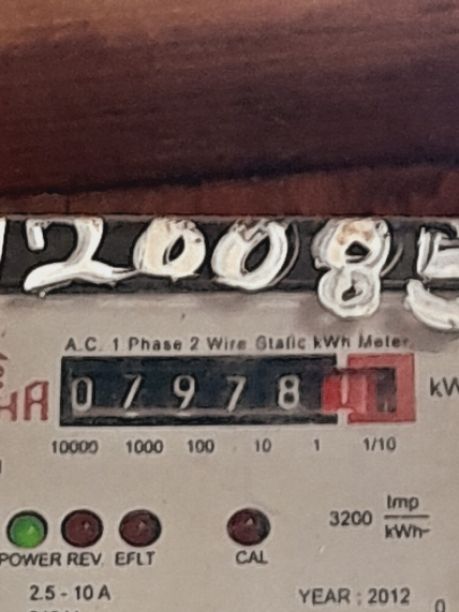 12008
A.C. 1 Phase 2 Wire Static kWh Meter
07978
10000 1000 100 10 1 1/10
3200 Imp/kWh
POWER REV. EFLT CAL
2.5 - 10 A
YEARː 2012